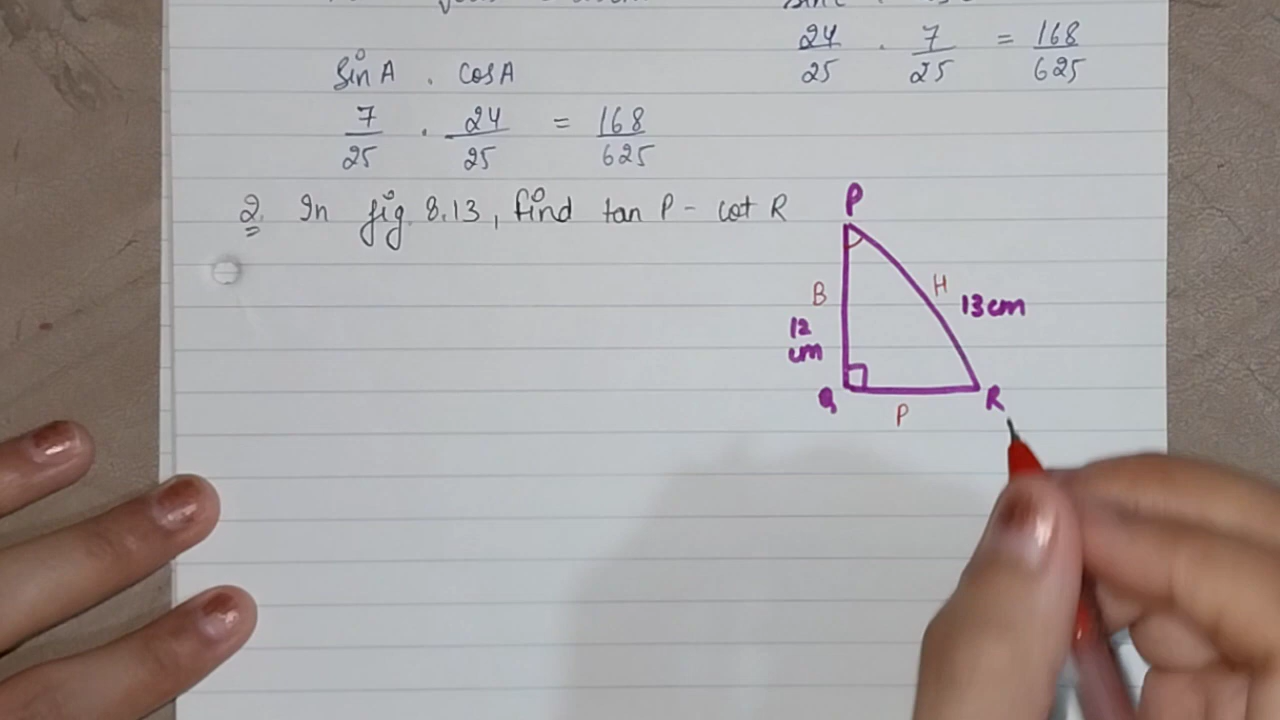 24/25 . 7/25 = 168/625
sin A . cos A
7/25 . 24/25 = 168/625
2. In fig. 8.13, find tan P - cot R
P
B
H
12 cm
13 cm
Q
P
R